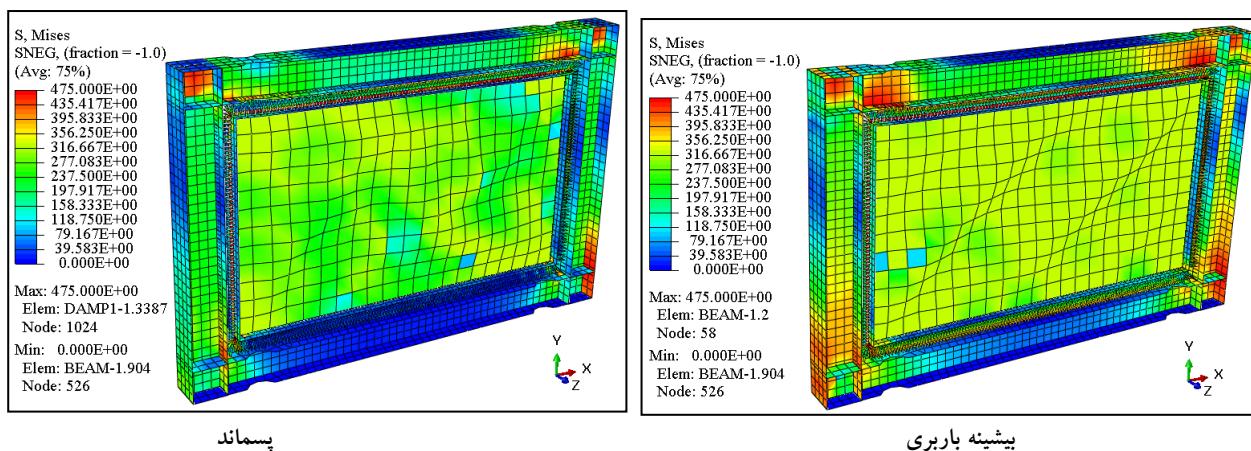 S, Mises
SNEG, (fraction = -1.0)
(Avg: 75%)
475.000E+00
435.417E+00
395.833E+00
356.250E+00
316.667E+00
277.083E+00
237.500E+00
197.917E+00
158.333E+00
118.750E+00
79.167E+00
39.583E+00
0.000E+00
Max: 475.000E+00
Elem: DAMP1-1.3387
Node: 1024
Min: 0.000E+00
Elem: BEAM-1.904
Node: 526
Y
X
Z
پسماند
S, Mises
SNEG, (fraction = -1.0)
(Avg: 75%)
475.000E+00
435.417E+00
395.833E+00
356.250E+00
316.667E+00
277.083E+00
237.500E+00
197.917E+00
158.333E+00
118.750E+00
79.167E+00
39.583E+00
0.000E+00
Max: 475.000E+00
Elem: BEAM-1.2
Node: 58
Min: 0.000E+00
Elem: BEAM-1.904
Node: 526
Y
X
Z
بیشینه باربری